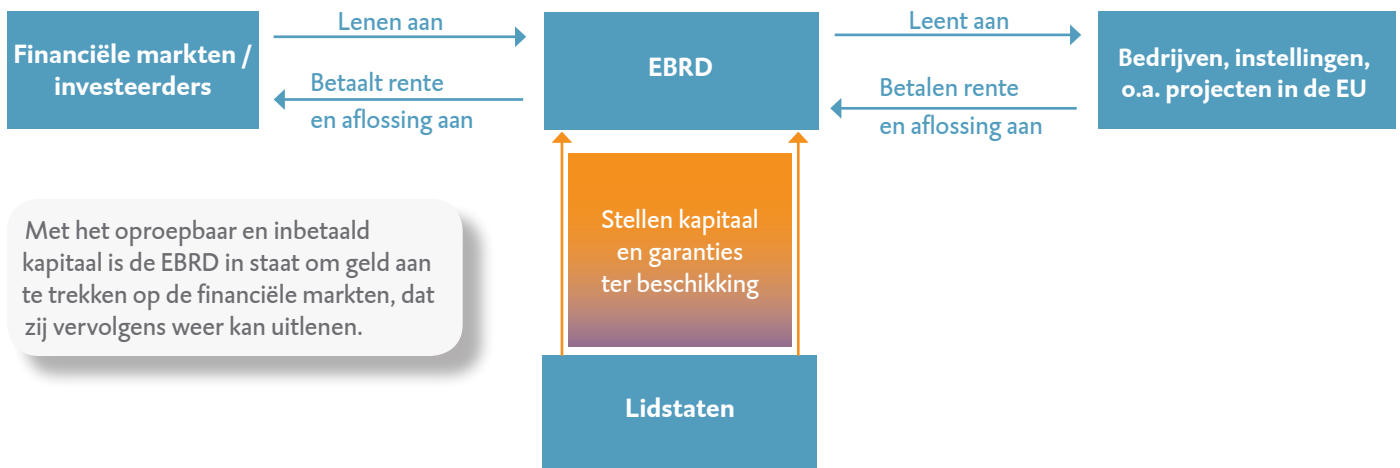 Financiële markten /
investeerders
Lenen aan
Betaalt rente
en aflossing aan
EBRD
Leent aan
Betalen rente
en aflossing aan
Bedrijven, instellingen,
o.a. projecten in de EU
Met het oproepbaar en inbetaald
kapitaal is de EBRD in staat om geld aan
te trekken op de financiële markten, dat
zij vervolgens weer kan uitlenen.
Stellen kapitaal
en garanties
ter beschikking
Lidstaten